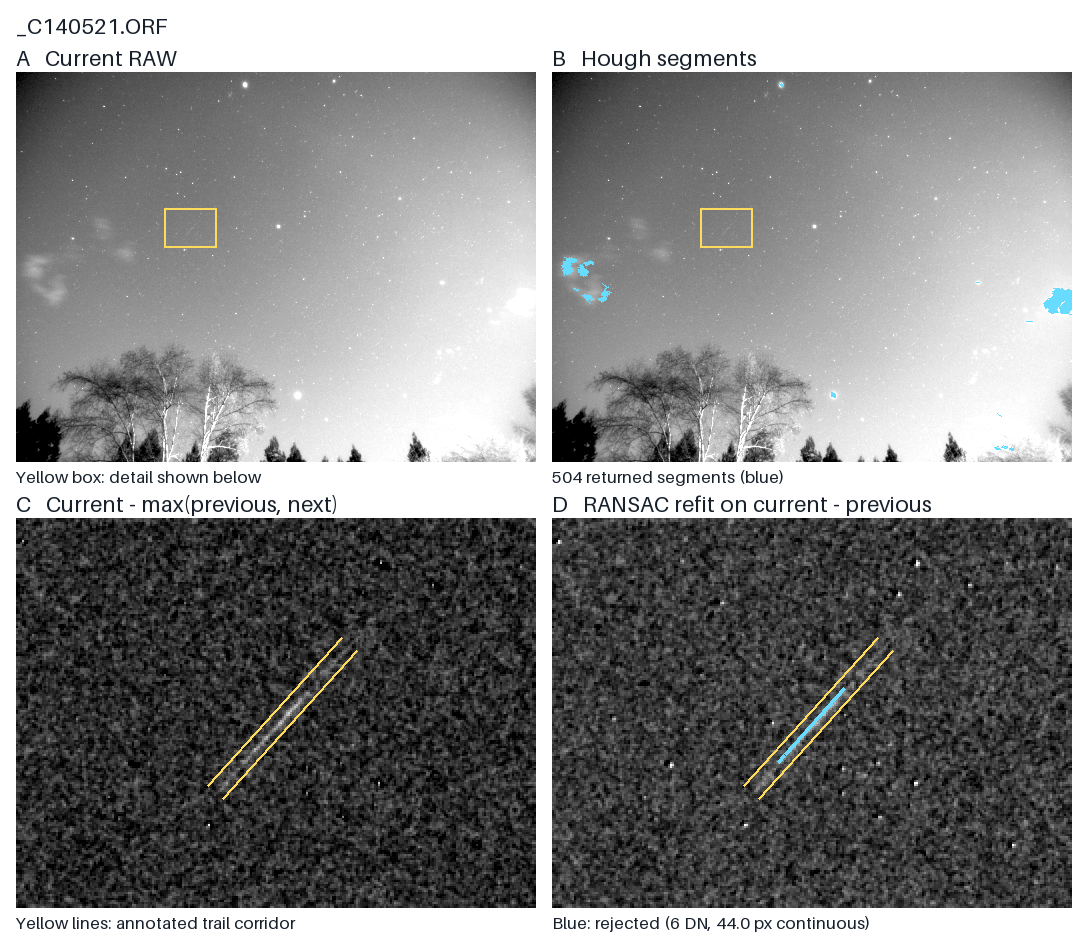 _C140521.ORF
A Current RAW
B Hough segments
Yellow box: detail shown below
504 returned segments (blue)
C Current - max(previous, next)
D RANSAC refit on current - previous
Yellow lines: annotated trail corridor
Blue: rejected (6 DN, 44.0 px continuous)